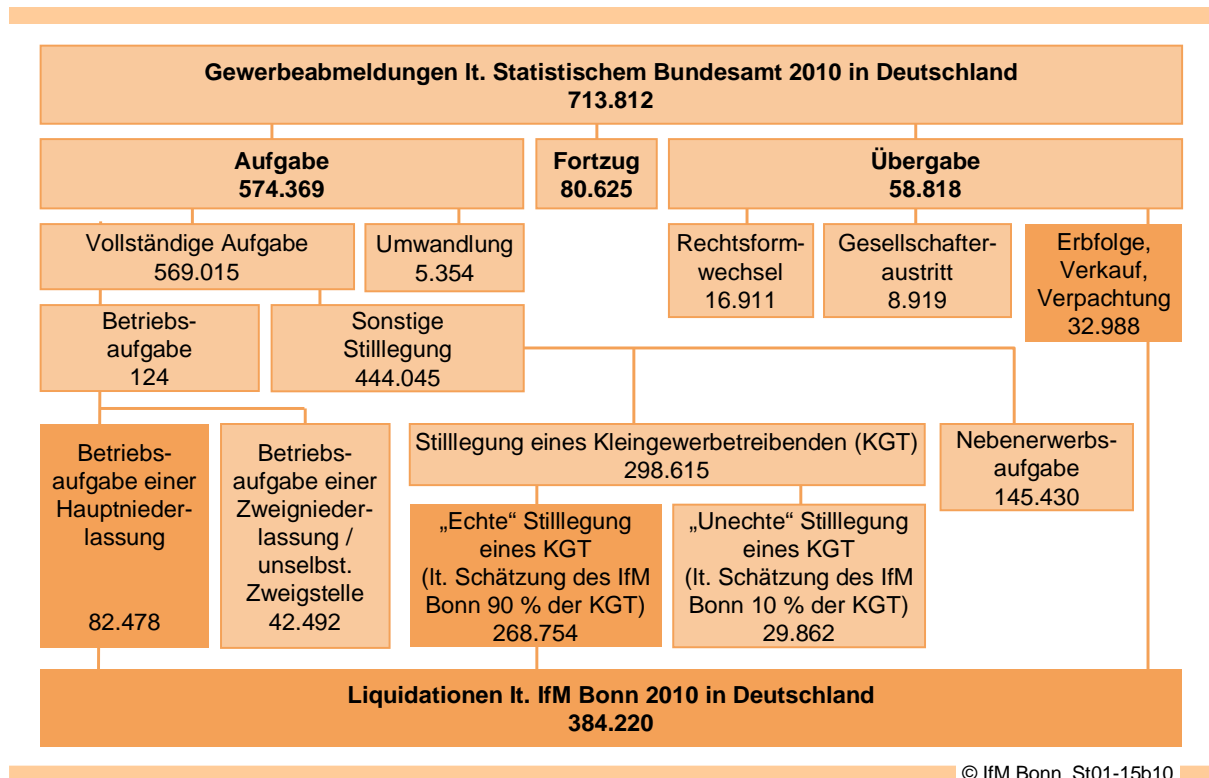 Gewerbeabmeldungen lt. Statistischem Bundesamt 2010 in Deutschland
713.812
Aufgabe
574.369
Fortzug
80.625
Übergabe
58.818
Vollständige Aufgabe
569.015
Umwandlung
5.354
Rechtsform-
wechsel
16.911
Gesellschafter-
austritt
8.919
Erbfolge,
Verkauf,
Verpachtung
32.988
Betriebs-
aufgabe
124
Sonstige
Stilllegung
444.045
Betriebs-
aufgabe einer
Hauptnieder-
lassung
82.478
Betriebs-
aufgabe einer
Zweignieder-
lassung /
unselbst.
Zweigstelle
42.492
Stilllegung eines Kleingewerbetreibenden (KGT)
298.615
Nebenerwerbs-
aufgabe
145.430
„Echte“ Stilllegung
eines KGT
(lt. Schätzung des IfM
Bonn 90 % der KGT)
268.754
„Unechte“ Stilllegung
eines KGT
(lt. Schätzung des IfM
Bonn 10 % der KGT)
29.862
Liquidationen lt. IfM Bonn 2010 in Deutschland
384.220
© IfM Bonn St01-15b10